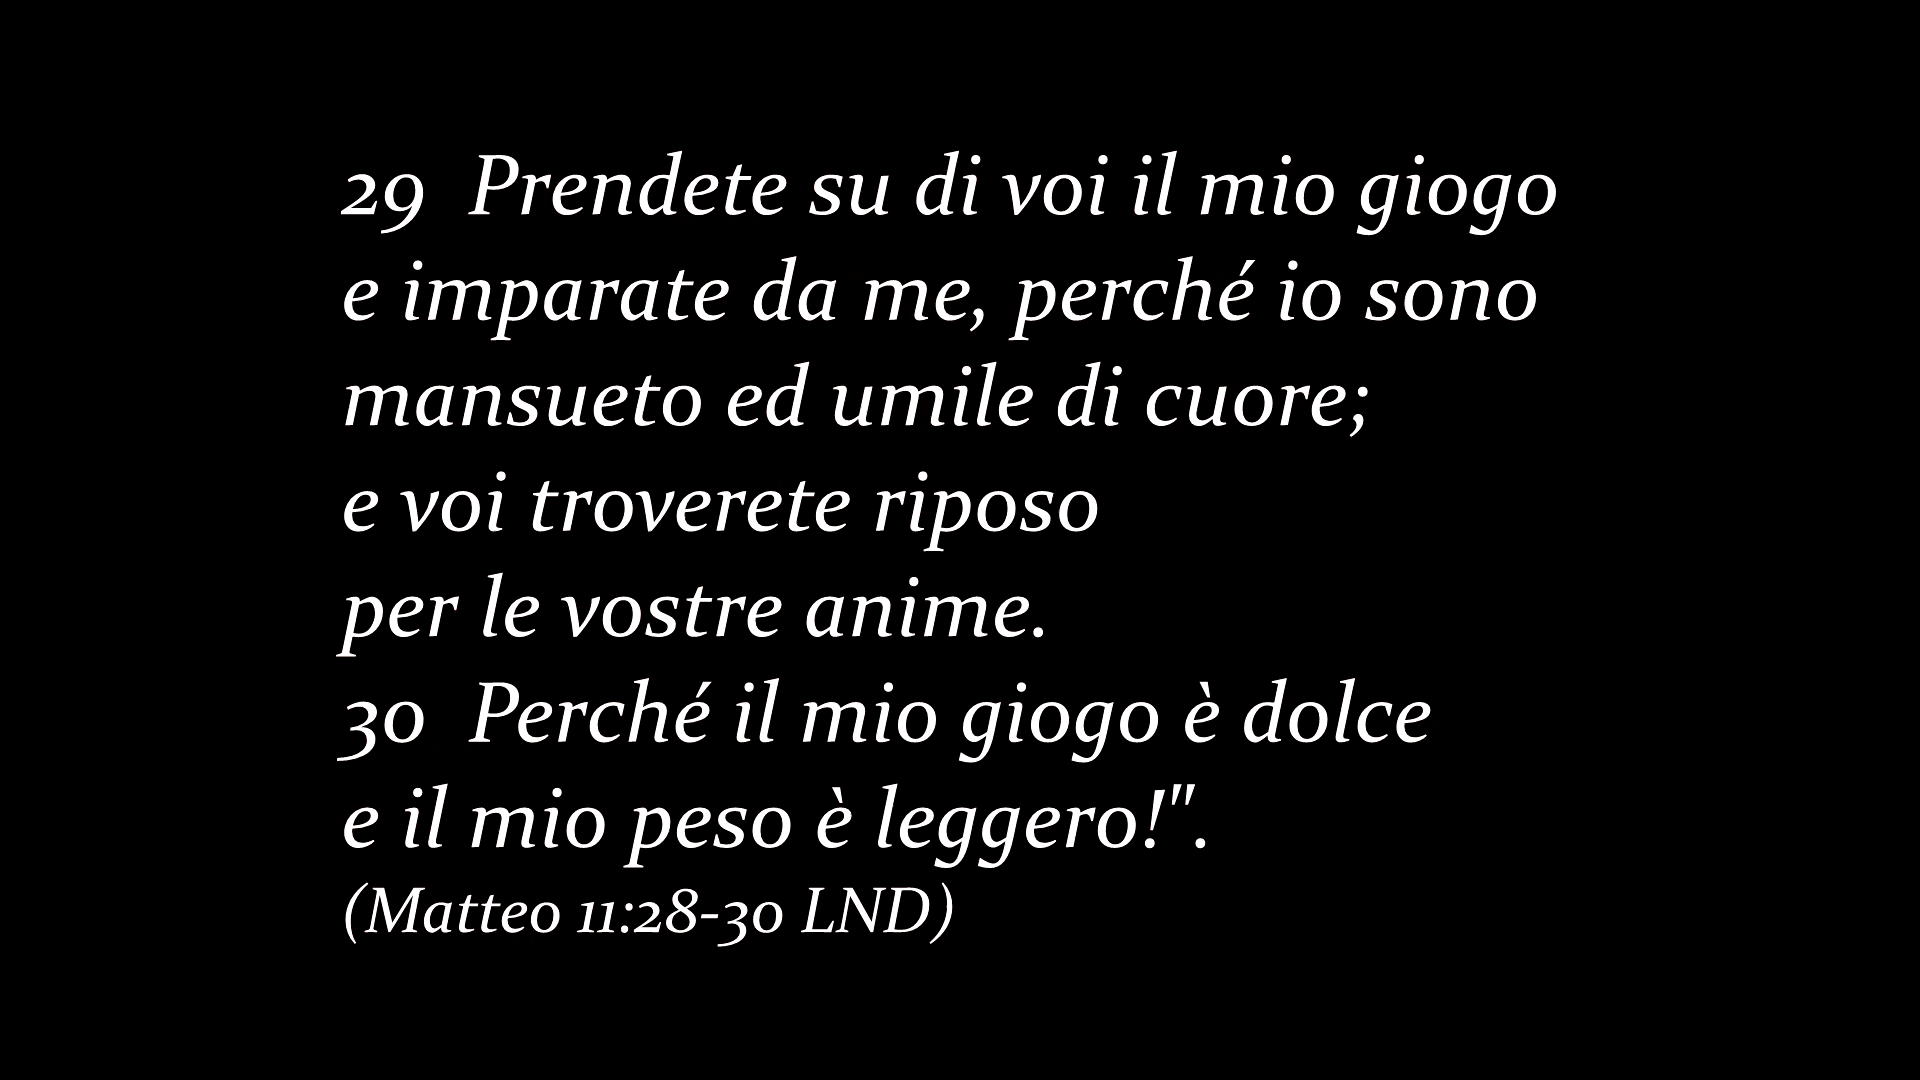 29  Prendete su di voi il mio giogo
e imparate da me, perché io sono
mansueto ed umile di cuore;
e voi troverete riposo
per le vostre anime.
30  Perché il mio giogo è dolce
e il mio peso è leggero!".
(Matteo 11:28-30 LND)